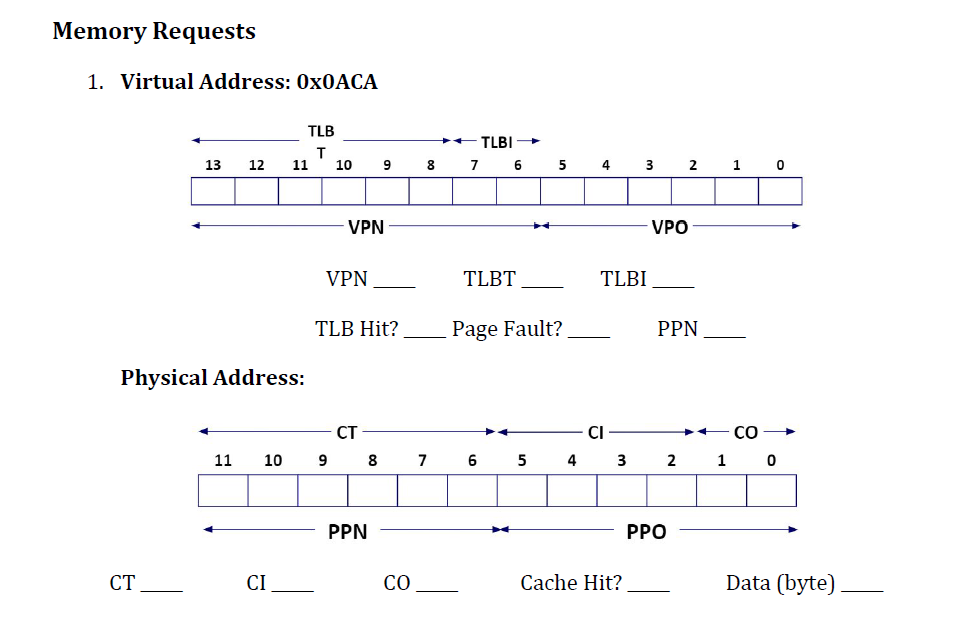 Memory Requests
1. Virtual Address: 0x0ACA
TLB
T
TLBI
13 12 11 10 9 8 7 6 5 4 3 2 1 0
VPN VPO
VPN ____ TLBT ____ TLBI ____
TLB Hit? ____ Page Fault? ____ PPN ____
Physical Address:
CT CI CO
11 10 9 8 7 6 5 4 3 2 1 0
PPN PPO
CT ____ CI ____ CO ____ Cache Hit? ____ Data (byte) ____